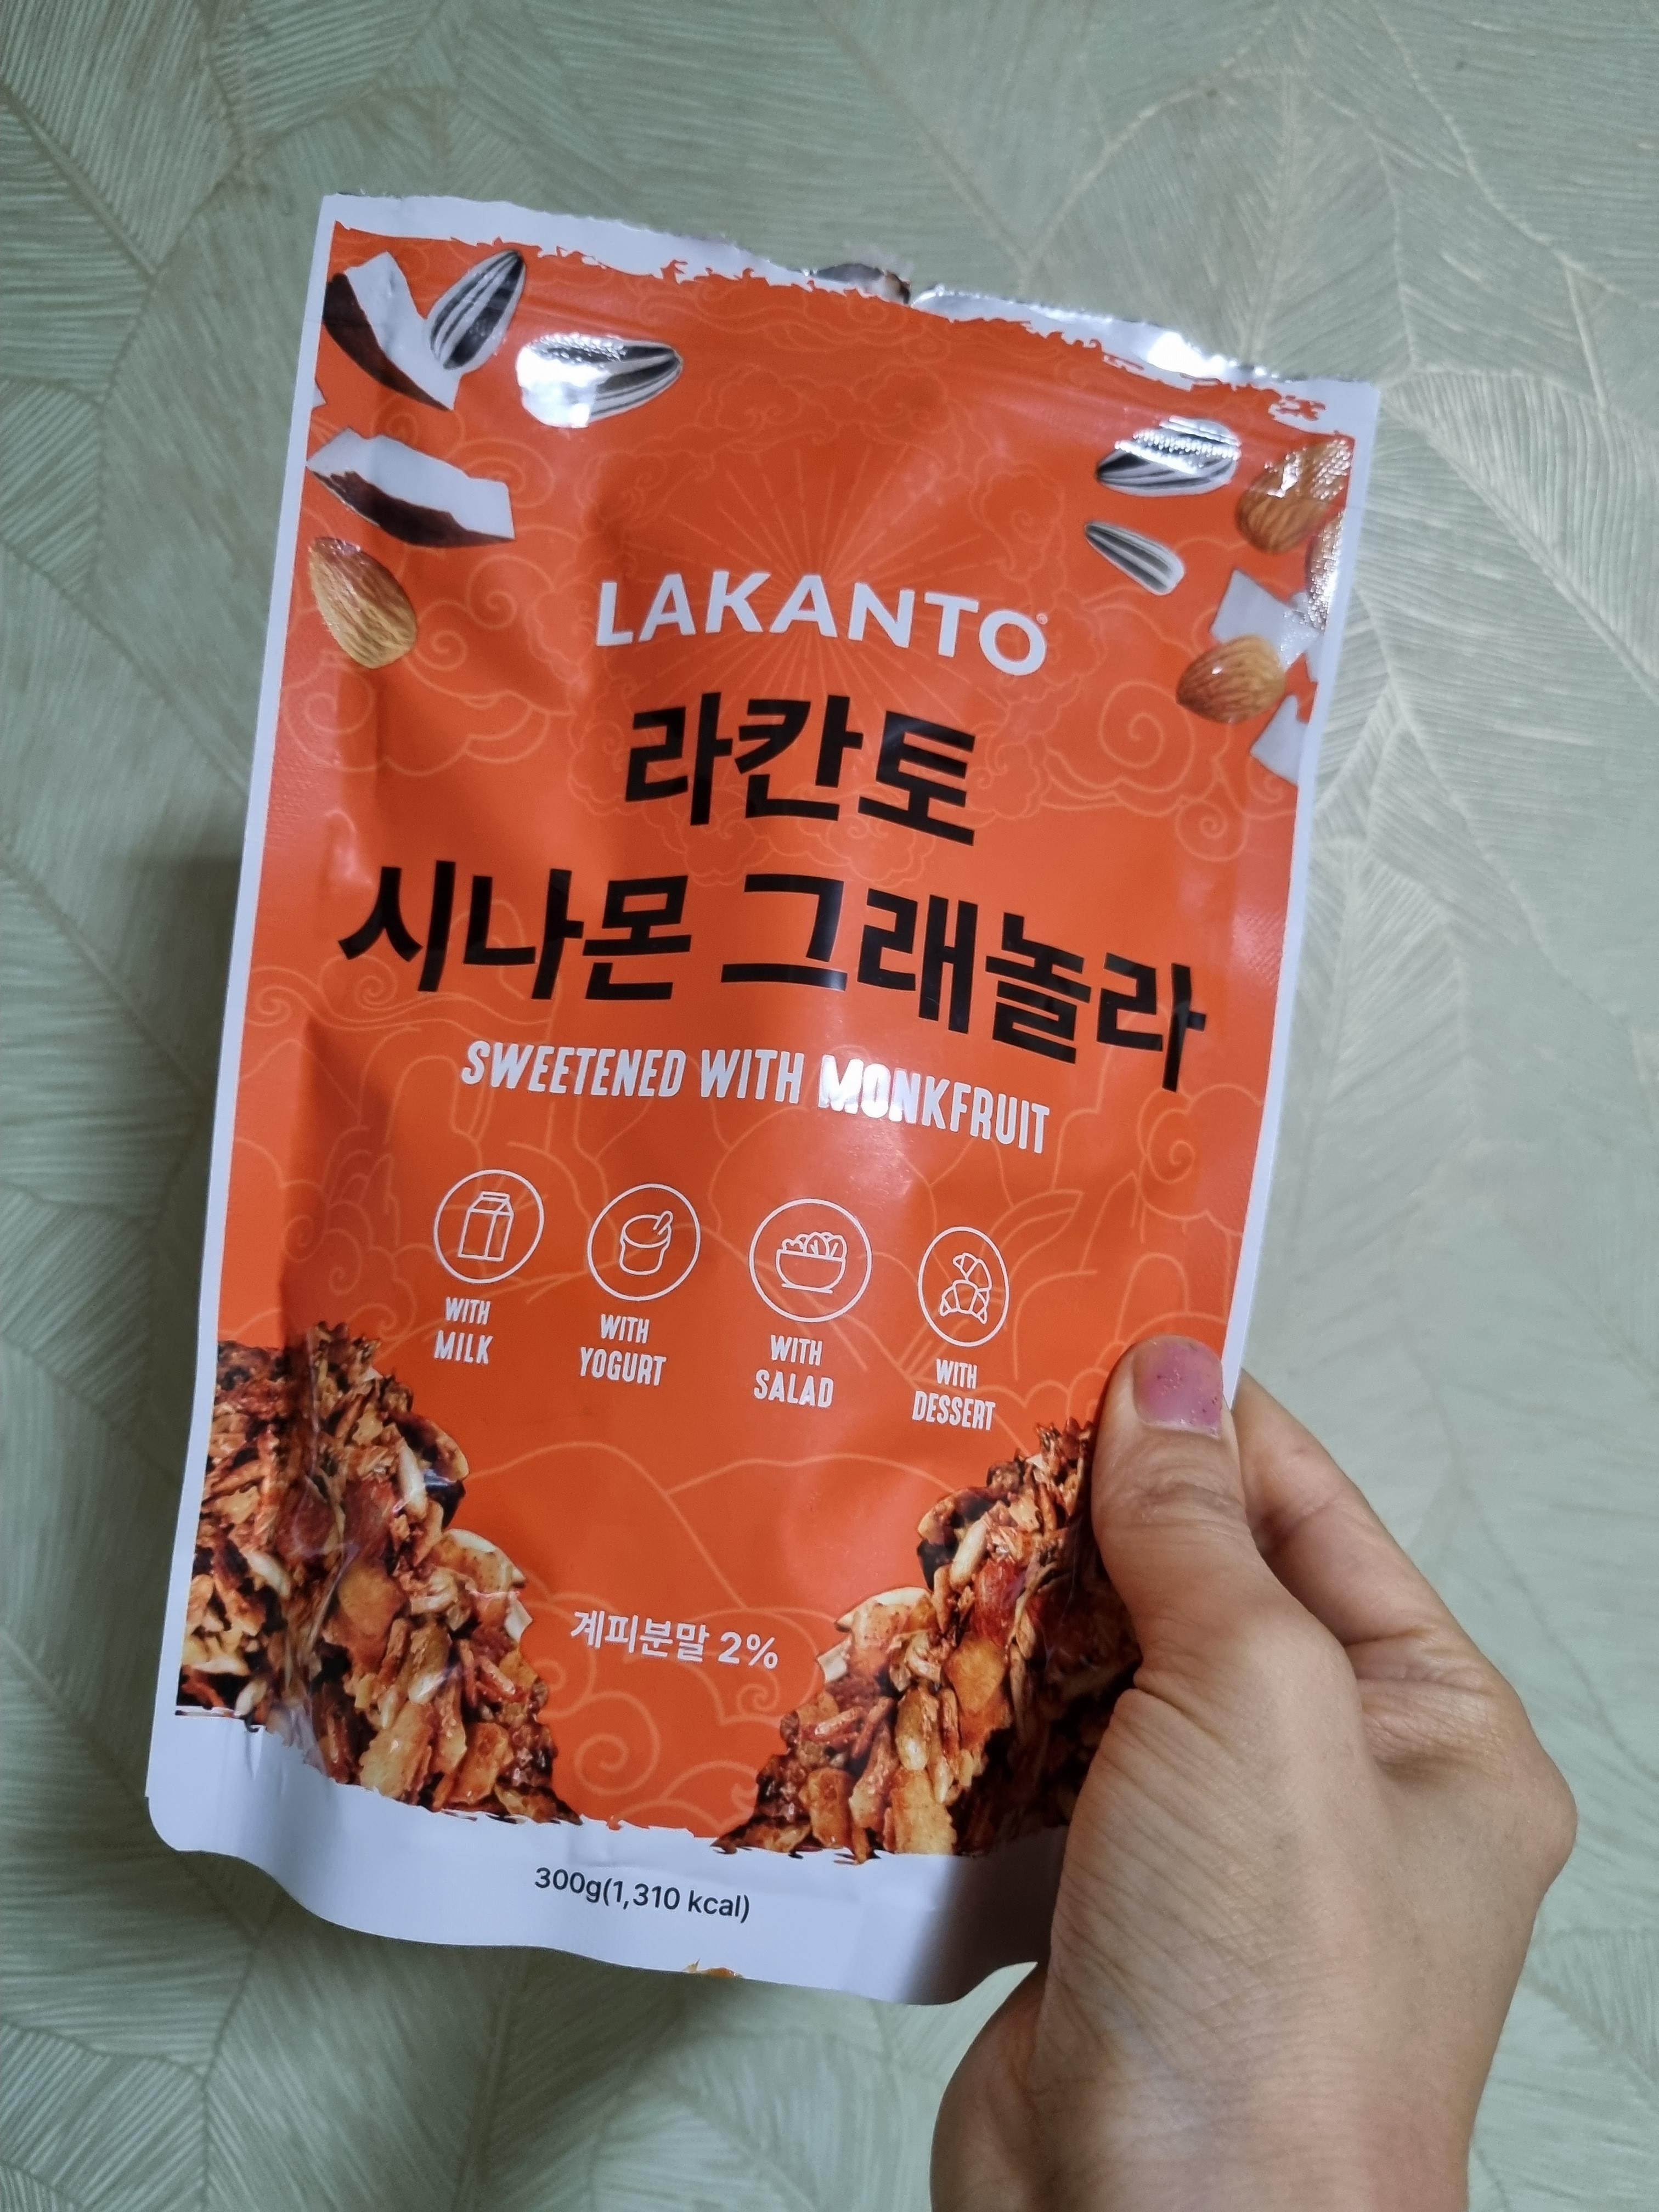 LAKANTO®
라칸토
시나몬 그래놀라
SWEETENED WITH MONKFRUIT
WITH MILK
WITH YOGURT
WITH SALAD
WITH DESSERT
계피분말 2%
300g(1,310 kcal)